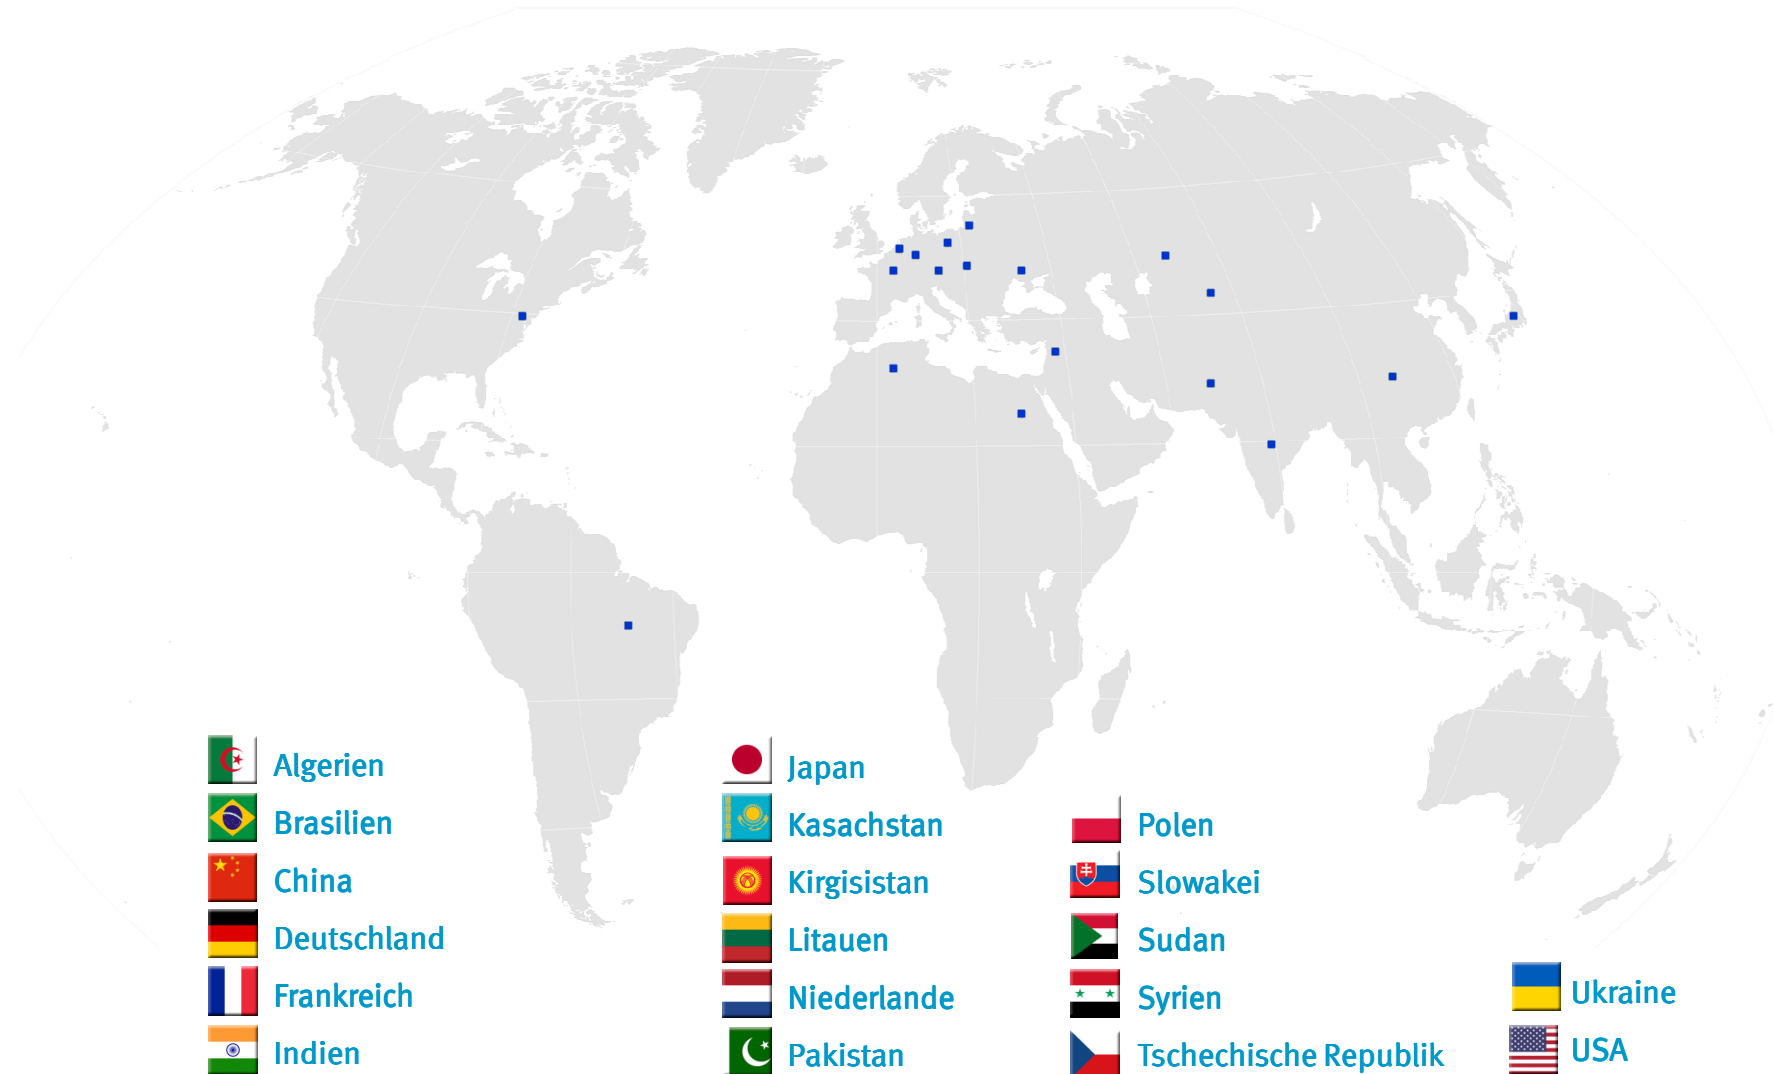 Algerien
Brasilien
China
Deutschland
Frankreich
Indien
Japan
Kasachstan
Kirgisistan
Litauen
Niederlande
Pakistan
Polen
Slowakei
Sudan
Syrien
Tschechische Republik
Ukraine
USA